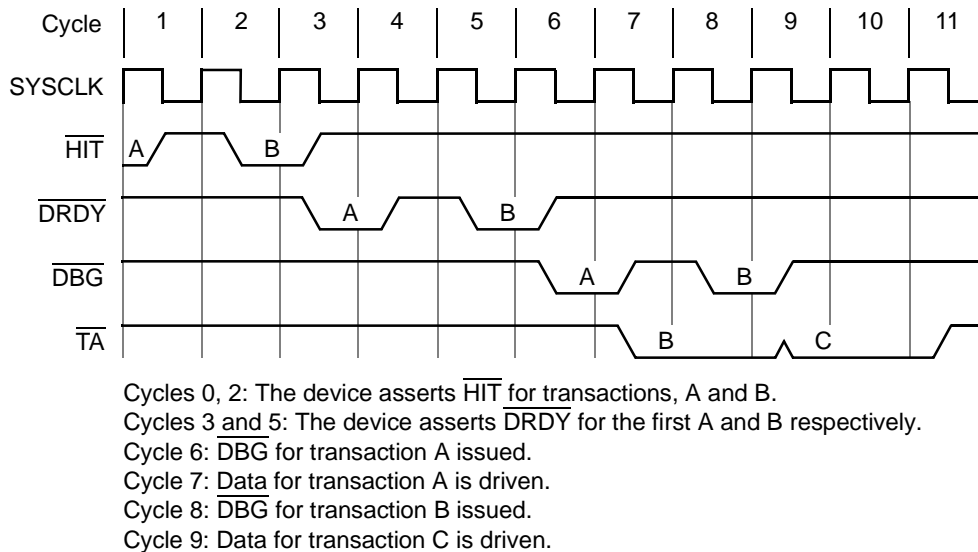 Cycle 1 2 3 4 5 6 7 8 9 10 11
SYSCLK
HIT A B
DRDY A B
DBG A B
TA B C
Cycles 0, 2: The device asserts HIT for transactions, A and B.
Cycles 3 and 5: The device asserts DRDY for the first A and B respectively.
Cycle 6: DBG for transaction A issued.
Cycle 7: Data for transaction A is driven.
Cycle 8: DBG for transaction B issued.
Cycle 9: Data for transaction C is driven.